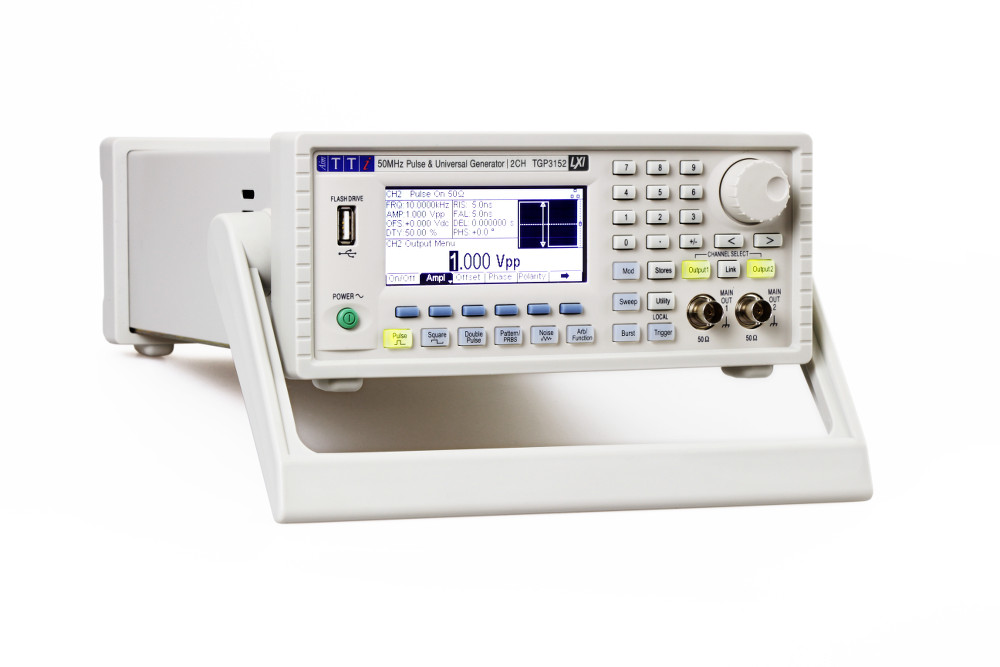 Aim TTi 50MHz Pulse & Universal Generator | 2CH TGP3152 LXI
FLASH DRIVE
POWER
CH2 Pulse On 50Ω
FRQ:10.0000kHz RIS: 5.0ns
AMP:1.000 Vpp FAL: 5.0ns
OFS:+0.000 Vdc DEL: 0.000000 s
DTY:50.00 % PHS:+0.0 °
CH2 Output Menu
1.000 Vpp
On/Off Ampl Offset Phase Polarity
Pulse
Square
Double Pulse
Pattern/ PRBS
Noise
Arb/ Function
7 8 9
4 5 6
1 2 3
0 . +/- < >
CHANNEL SELECT
Mod Stores Output1 Link Output2
Sweep Utility
LOCAL
Burst Trigger
MAIN OUT 1
MAIN OUT 2
50Ω 50Ω